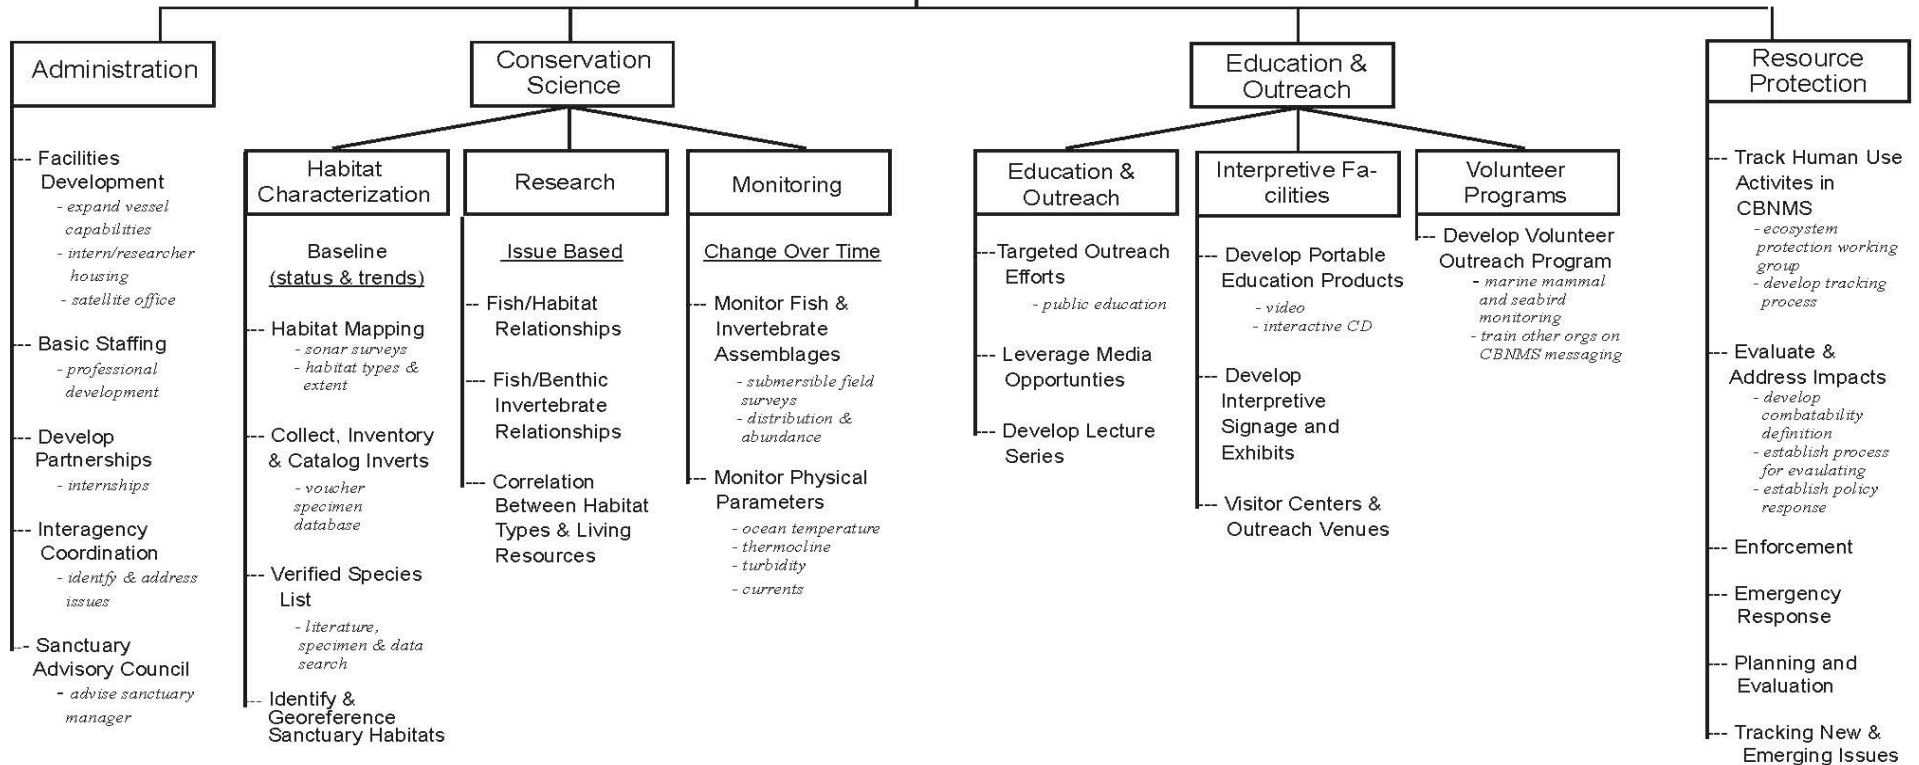 Administration
Facilities
Development
- expand vessel
capabilities
- intern/researcher
housing
- satellite office
Basic Staffing
- professional
development
Develop
Partnerships
- internships
Interagency
Coordination
- identfy & address
issues
Sanctuary
Advisory Council
- advise sanctuary
manager
Conservation
Science
Habitat
Characterization
Baseline
(status & trends)
Habitat Mapping
- sonar surveys
- habitat types &
extent
Collect, Inventory
& Catalog Inverts
- voucher
specimen
database
Verified Species
List
- literature,
specimen & data
search
Identify &
Georeference
Sanctuary Habitats
Research
Issue Based
Fish/Habitat
Relationships
Fish/Benthic
Invertebrate
Relationships
Correlation
Between Habitat
Types & Living
Resources
Monitoring
Change Over Time
Monitor Fish &
Invertebrate
Assemblages
- submersible field
surveys
- distribution &
abundance
Monitor Physical
Parameters
- ocean temperature
- thermocline
- turbidity
- currents
Education &
Outreach
Education &
Outreach
Targeted Outreach
Efforts
- public education
Leverage Media
Opportunties
Develop Lecture
Series
Interpretive Fa-
cilities
Develop Portable
Education Products
- video
- interactive CD
Develop
Interpretive
Signage and
Exhibits
Visitor Centers &
Outreach Venues
Volunteer
Programs
Develop Volunteer
Outreach Program
- marine mammal
and seabird
monitoring
- train other orgs on
CBNMS messaging
Resource
Protection
Track Human Use
Activites in
CBNMS
- ecosystem
protection working
group
- develop tracking
process
Evaluate &
Address Impacts
- develop
combatability
definition
- establish process
for evaulating
- establish policy
response
Enforcement
Emergency
Response
Planning and
Evaluation
Tracking New &
Emerging Issues